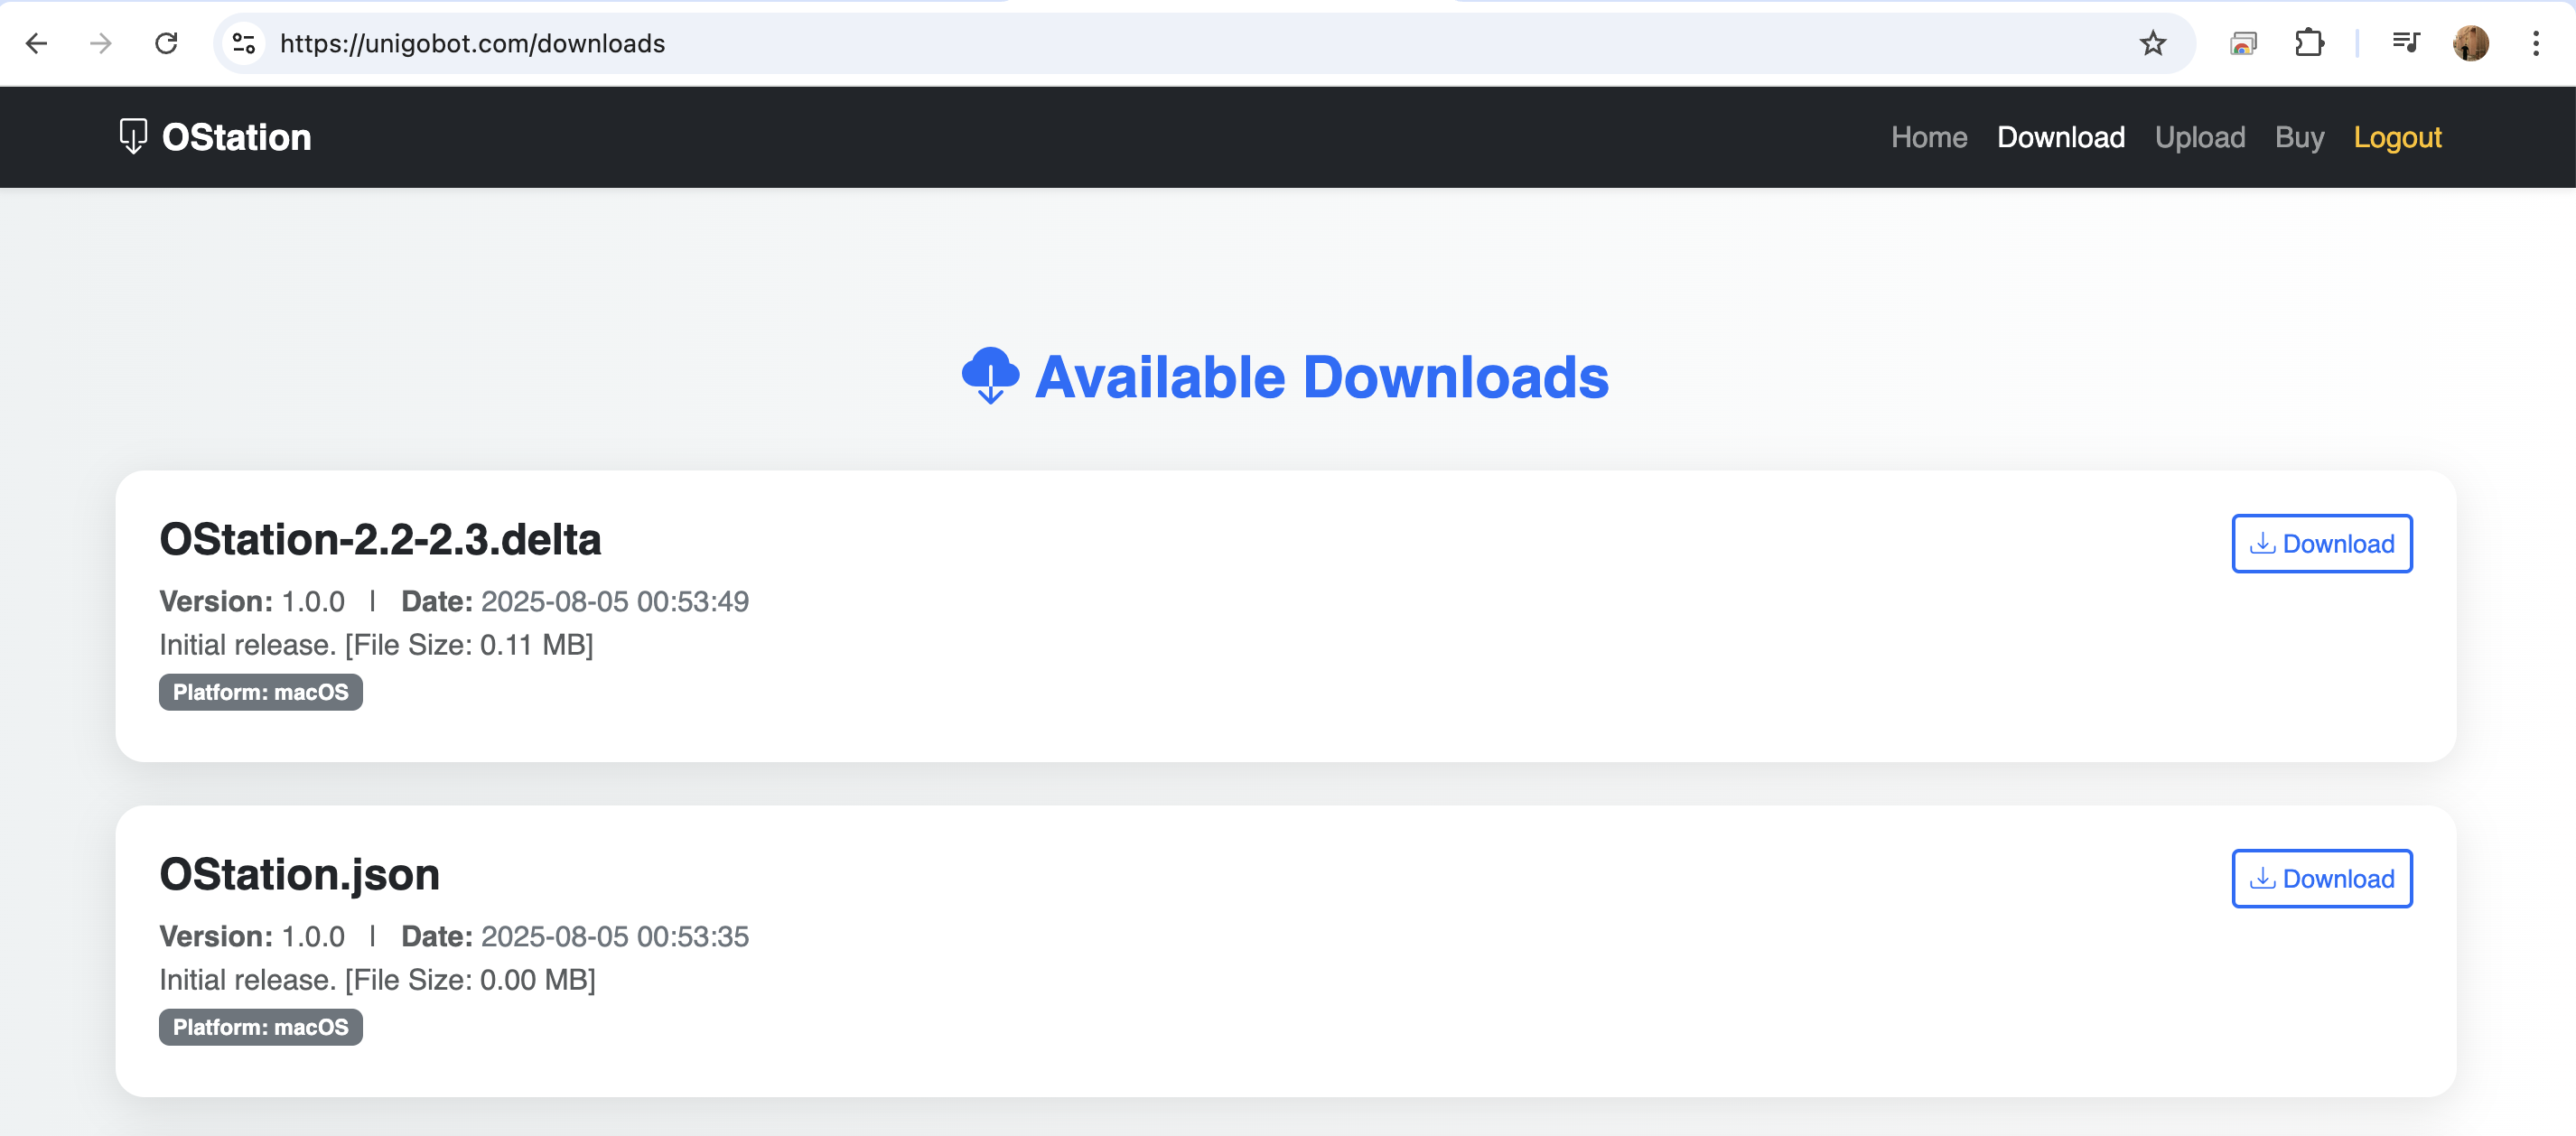 https://unigobot.com/downloads
OStation
Home Download Upload Buy Logout
Available Downloads
OStation-2.2-2.3.delta
Download
Version: 1.0.0 | Date: 2025-08-05 00:53:49
Initial release. [File Size: 0.11 MB]
Platform: macOS
OStation.json
Download
Version: 1.0.0 | Date: 2025-08-05 00:53:35
Initial release. [File Size: 0.00 MB]
Platform: macOS